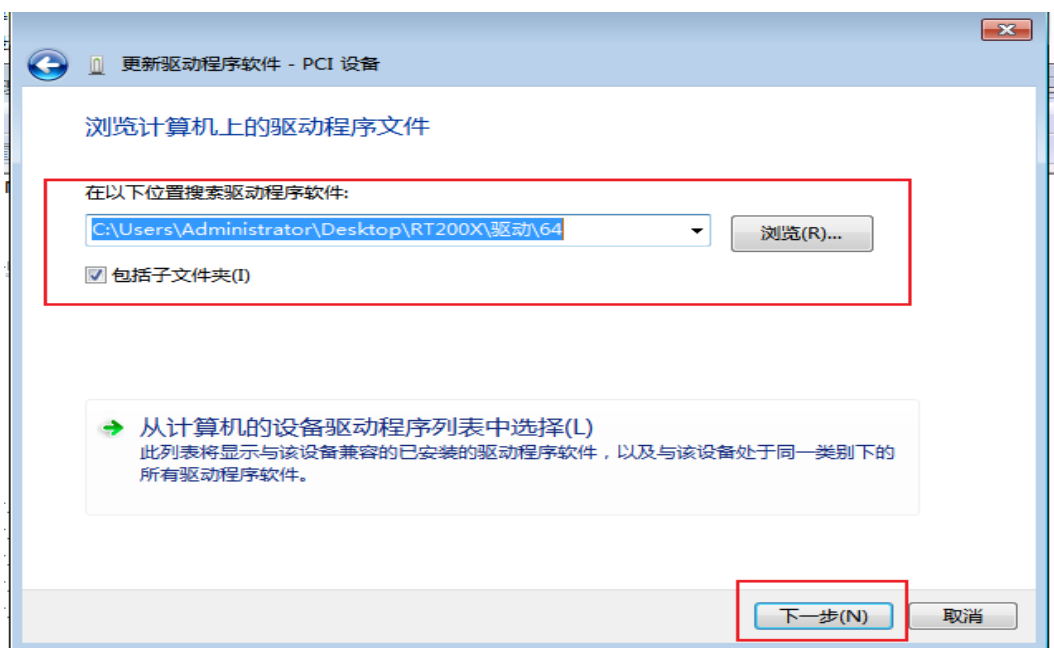 更新驱动程序软件 - PCI 设备
浏览计算机上的驱动程序文件
在以下位置搜索驱动程序软件:
C:\Users\Administrator\Desktop\RT200X\驱动\64
浏览(R)...
包括子文件夹(I)
从计算机的设备驱动程序列表中选择(L)
此列表将显示与该设备兼容的已安装的驱动程序软件，以及与该设备处于同一类别下的
所有驱动程序软件。
下一步(N)
取消